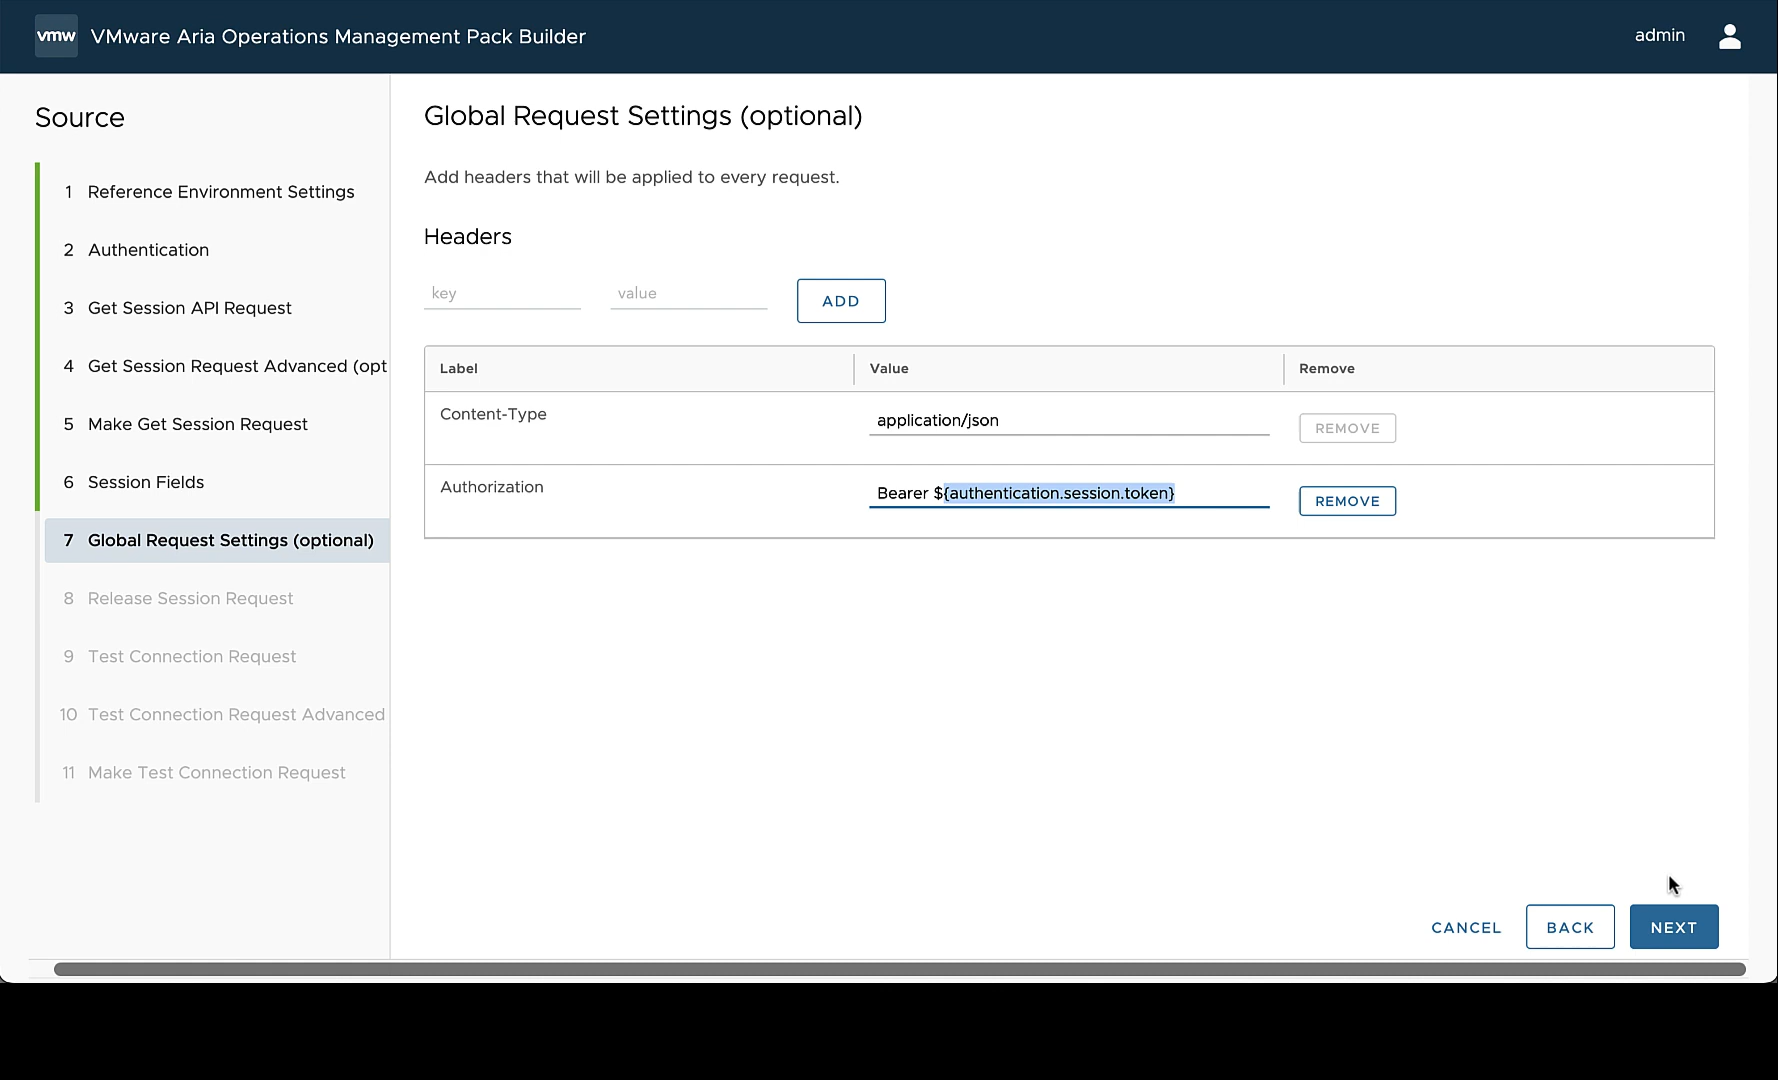 vmw VMware Aria Operations Management Pack Builder
admin
Source
1 Reference Environment Settings
2 Authentication
3 Get Session API Request
4 Get Session Request Advanced (opt
5 Make Get Session Request
6 Session Fields
7 Global Request Settings (optional)
8 Release Session Request
9 Test Connection Request
10 Test Connection Request Advanced
11 Make Test Connection Request
Global Request Settings (optional)
Add headers that will be applied to every request.
Headers
key value ADD
Label Value Remove
Content-Type application/json REMOVE
Authorization Bearer ${authentication.session.token} REMOVE
CANCEL BACK NEXT